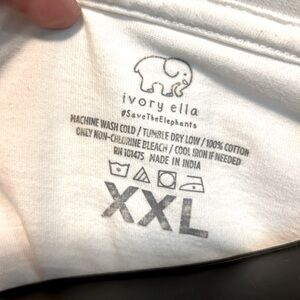 ivory ella
#SaveTheElephants
MACHINE WASH COLD / TUMBLE DRY LOW / 100% COTTON
ONLY NON-CHLORINE BLEACH / COOL IRON IF NEEDED
RN 101475 MADE IN INDIA
XXL